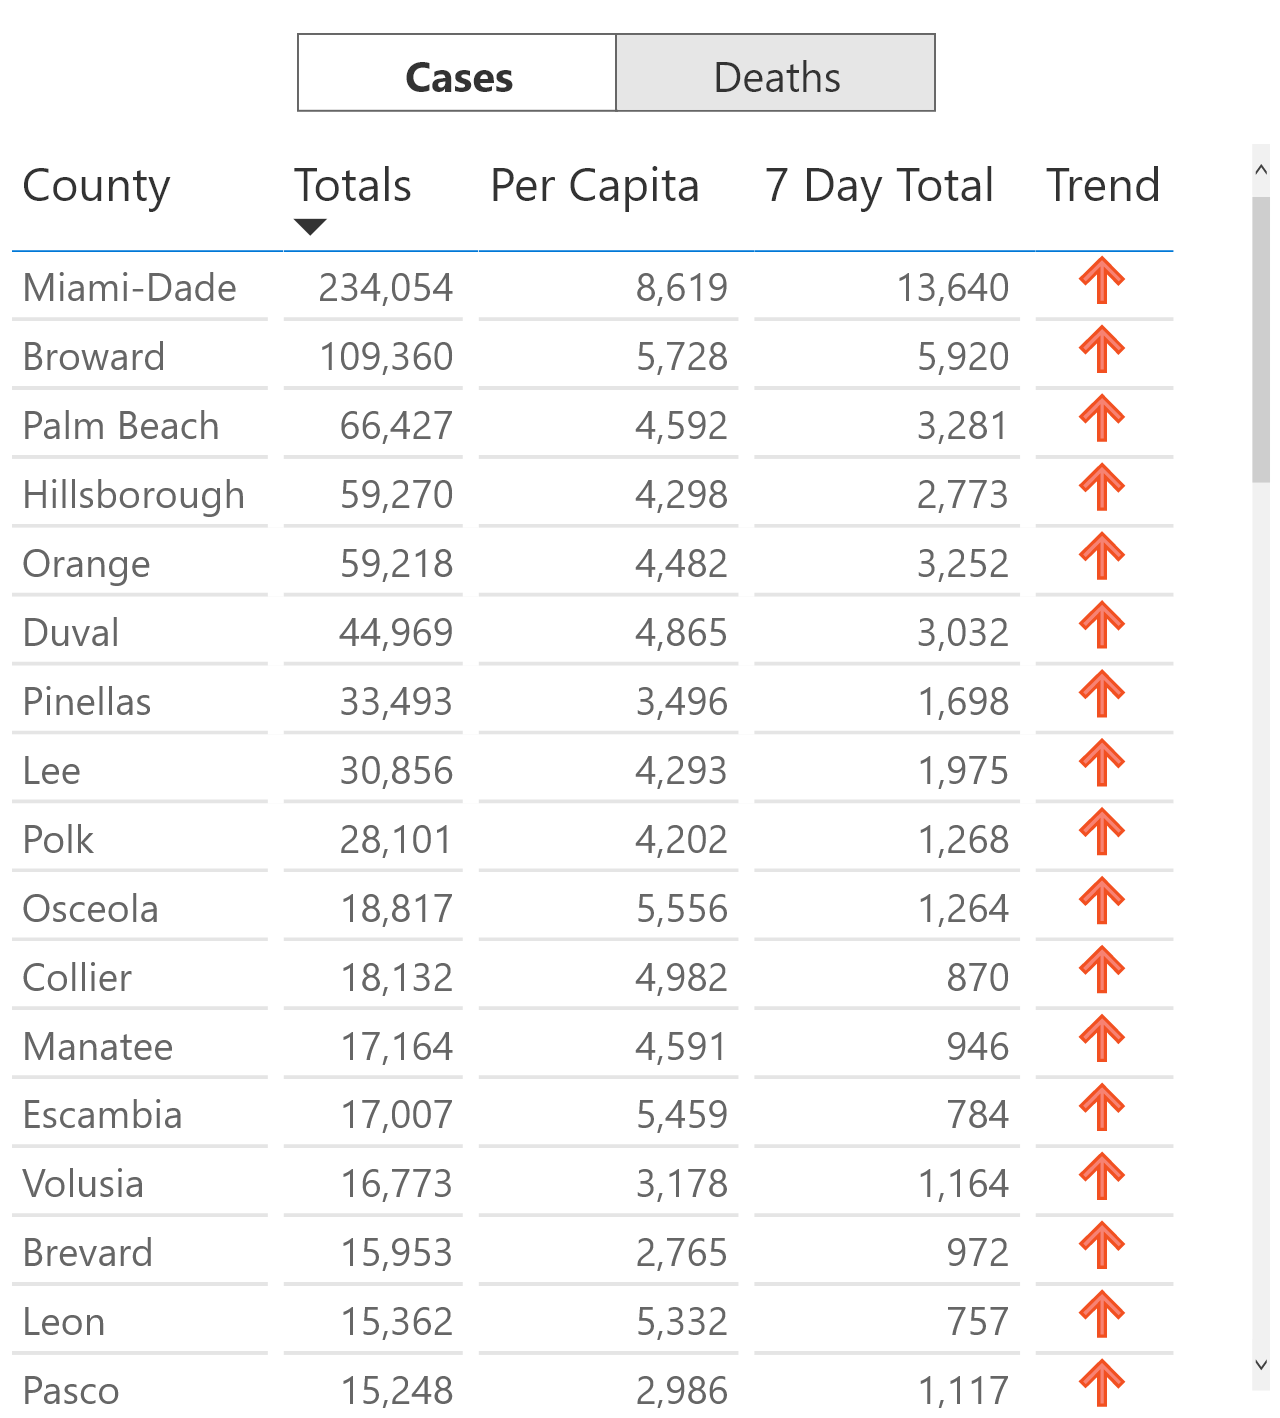 Cases Deaths
County Totals Per Capita 7 Day Total Trend
Miami-Dade 234,054 8,619 13,640
Broward 109,360 5,728 5,920
Palm Beach 66,427 4,592 3,281
Hillsborough 59,270 4,298 2,773
Orange 59,218 4,482 3,252
Duval 44,969 4,865 3,032
Pinellas 33,493 3,496 1,698
Lee 30,856 4,293 1,975
Polk 28,101 4,202 1,268
Osceola 18,817 5,556 1,264
Collier 18,132 4,982 870
Manatee 17,164 4,591 946
Escambia 17,007 5,459 784
Volusia 16,773 3,178 1,164
Brevard 15,953 2,765 972
Leon 15,362 5,332 757
Pasco 15,248 2,986 1,117